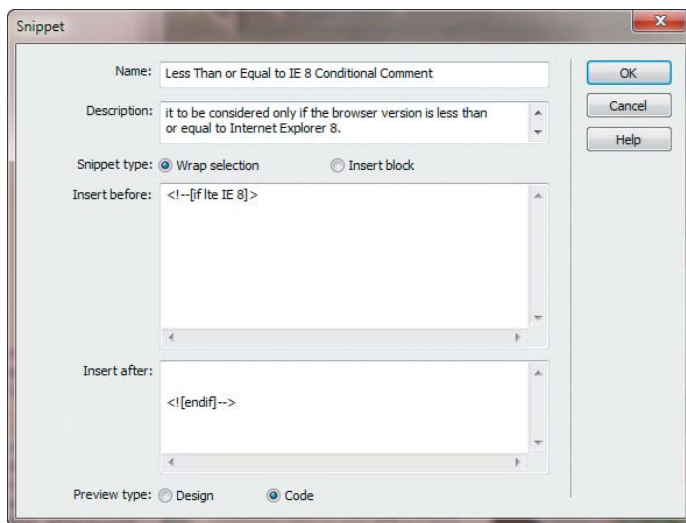 Snippet
Name: Less Than or Equal to IE 8 Conditional Comment
OK
Description: it to be considered only if the browser version is less than
or equal to Internet Explorer 8.
Cancel
Help
Snippet type: Wrap selection Insert block
Insert before: <!--[if lte IE 8]>
Insert after:
<![endif]-->
Preview type: Design Code